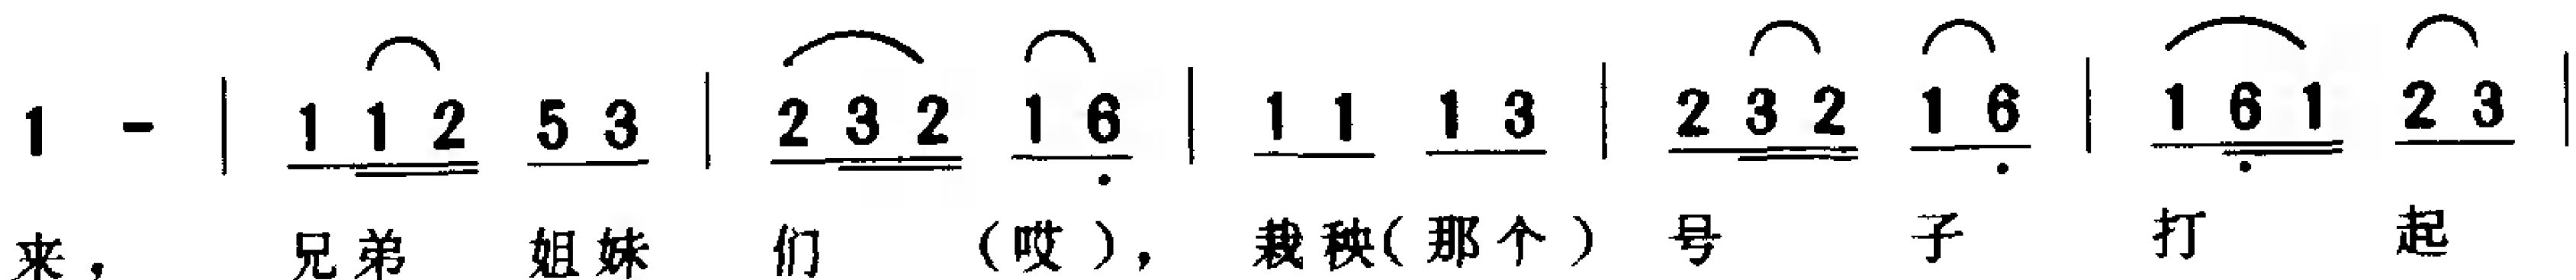 1 - | 1 1 2 5 3 | 2 3 2 1 6 | 1 1 1 3 | 2 3 2 1 6 | 1 6 1 2 3 |
来， 兄弟 姐妹 们 （哎）， 栽秧（那个）号 子 打 起